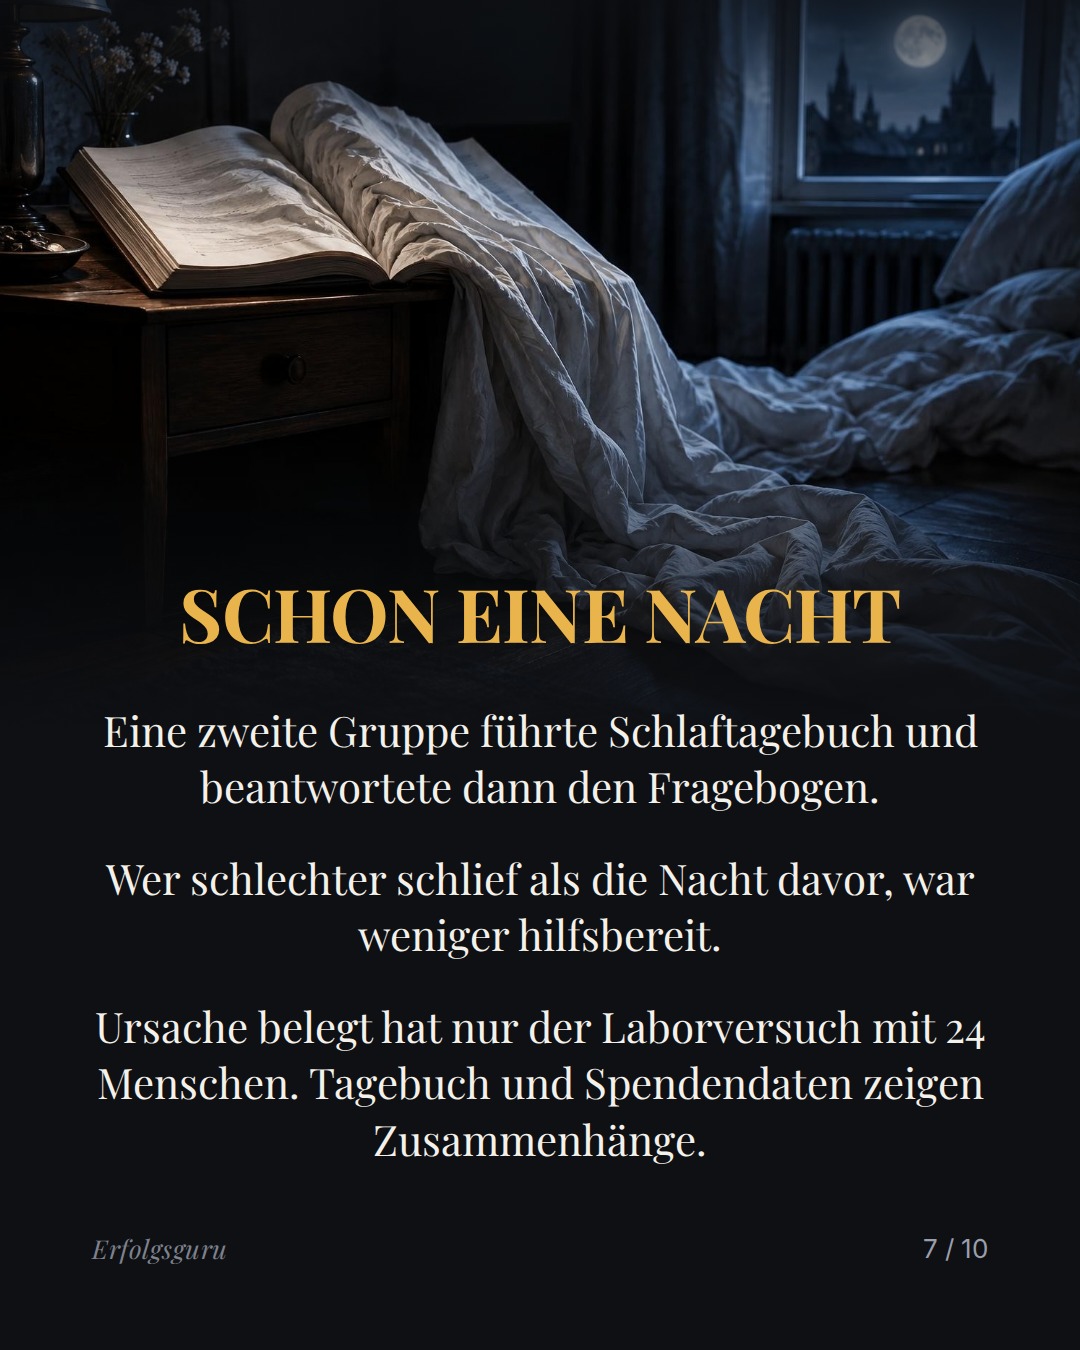 SCHON EINE NACHT
Eine zweite Gruppe führte Schlaftagebuch und
beantwortete dann den Fragebogen.
Wer schlechter schlief als die Nacht davor, war
weniger hilfsbereit.
Ursache belegt hat nur der Laborversuch mit 24
Menschen. Tagebuch und Spendendaten zeigen
Zusammenhänge.
Erfolgsguru
7 / 10